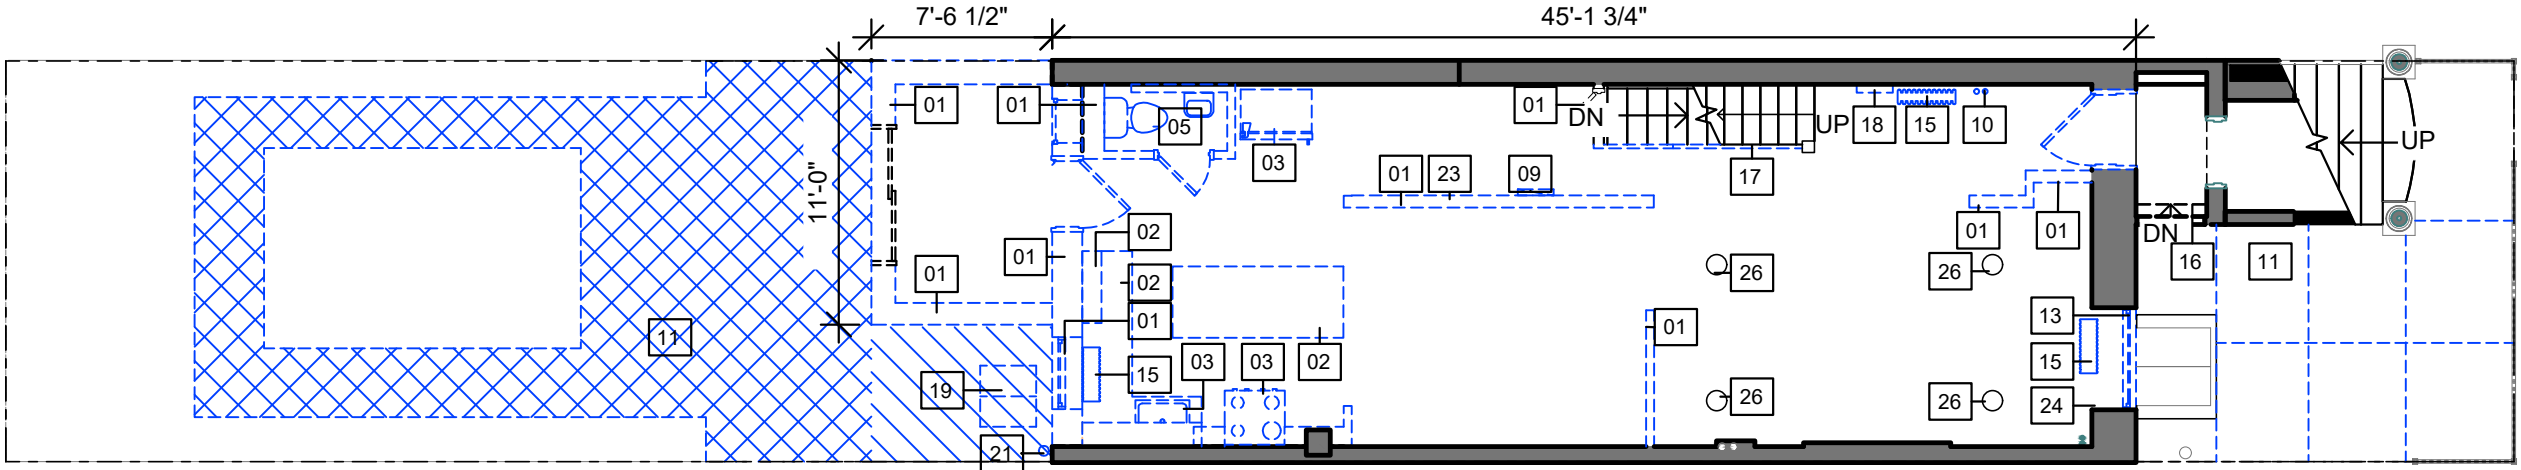 7'-6 1/2" 45'-1 3/4"
01 01 05 03 01 DN UP 18 15 10 UP
11'-0"
01 23 09 17
02 01 01 01 DN
01 01 02 26 26 16 11
11 01 01 13
19 15 03 03 02 15
26 26 24
21